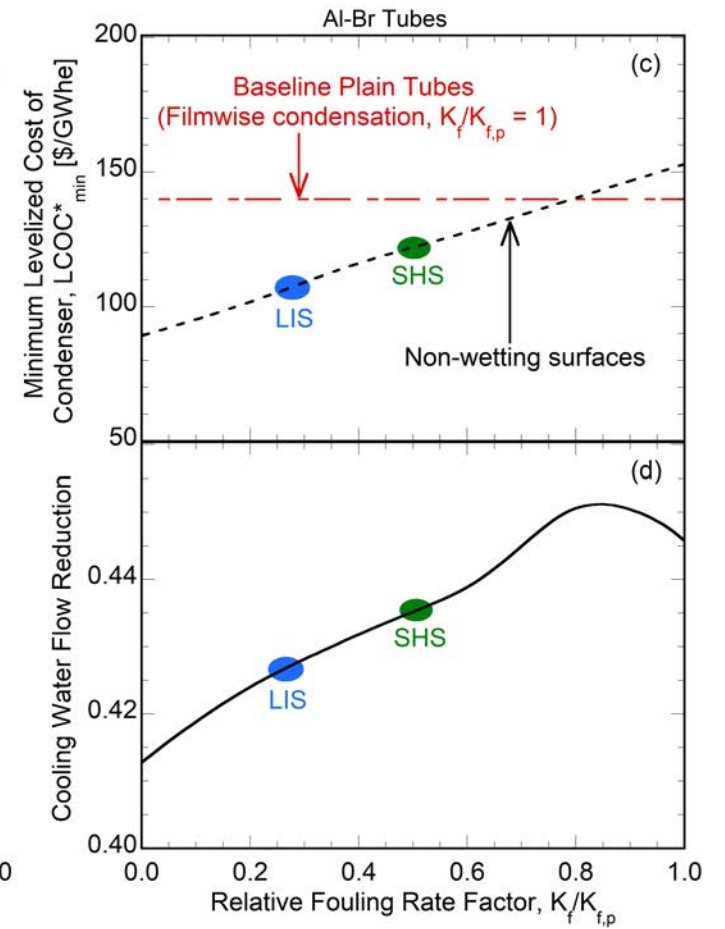 Al-Br Tubes
200
(c)
Baseline Plain Tubes
(Filmwise condensation, K_f/K_f,p = 1)
150
SHS
100
LIS
Non-wetting surfaces
50
Minimum Levelized Cost of
Condenser, LCOC*_min [$/GWhe]
(d)
0.44
SHS
LIS
0.42
0.40
Cooling Water Flow Reduction
0
0.0 0.2 0.4 0.6 0.8 1.0
Relative Fouling Rate Factor, K_f/K_f,p